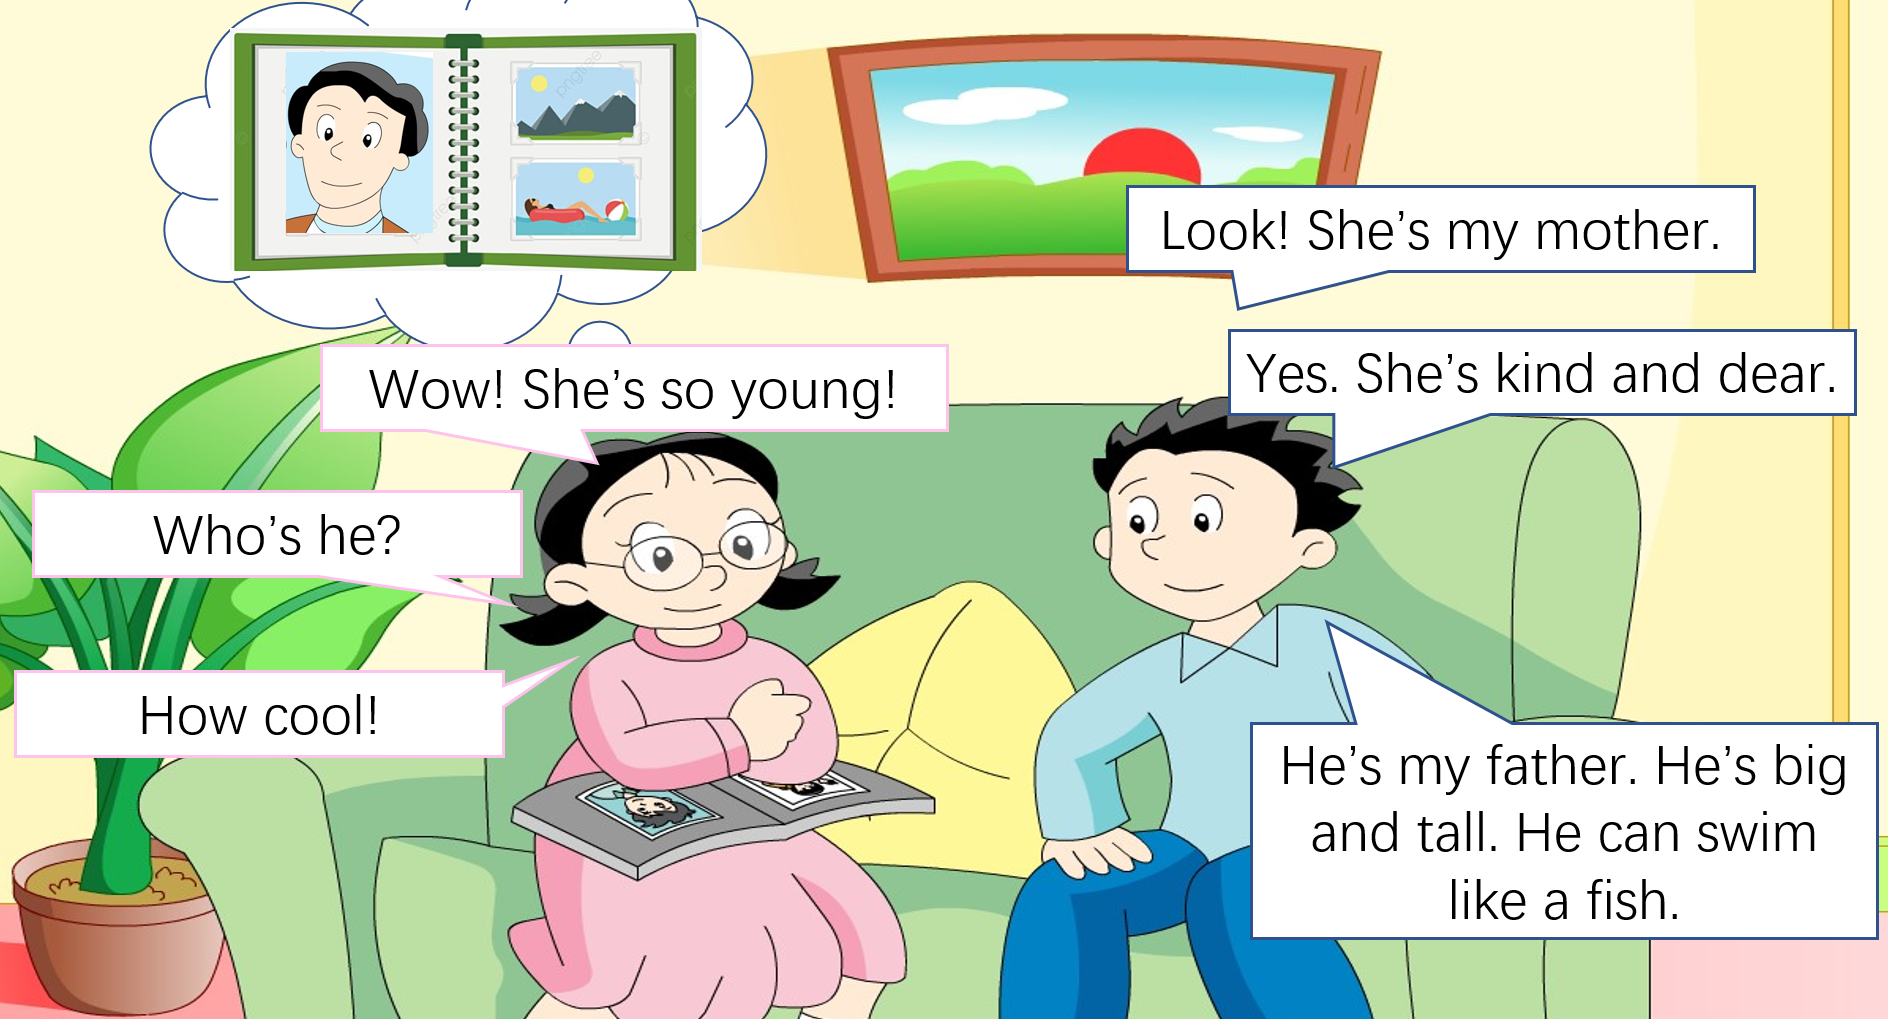 Look! She's my mother.
Wow! She's so young!
Yes. She's kind and dear.
Who's he?
He's my father. He's big
and tall. He can swim
like a fish.
How cool!
pngtree